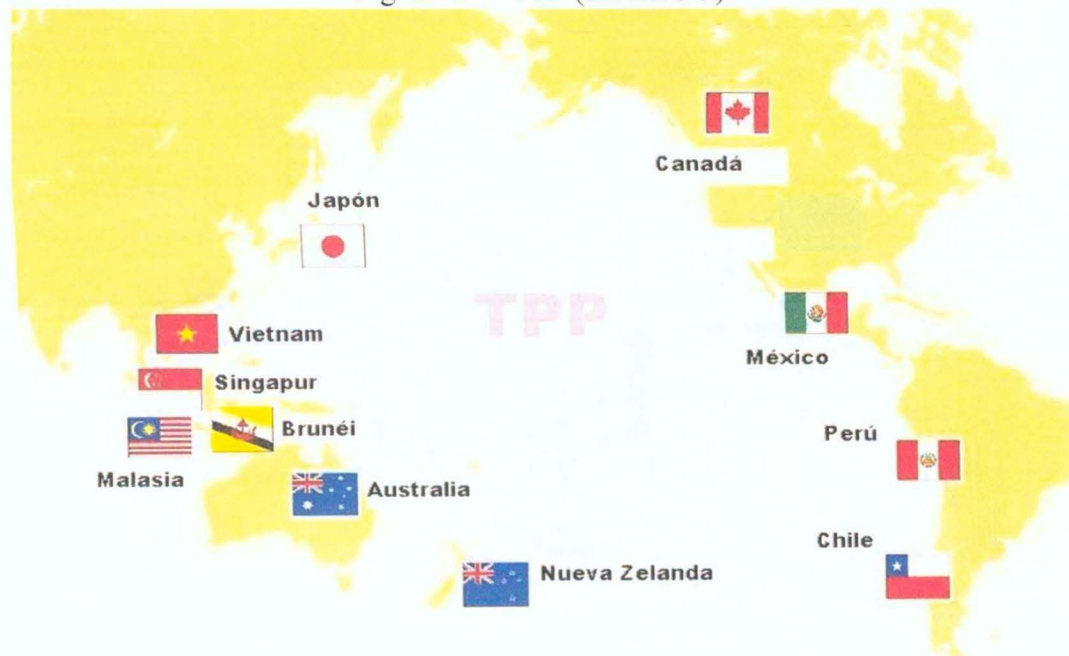 Canadá
Japón
TPP
Vietnam
México
Singapur
Brunéi
Perú
Malasia
Australia
Chile
Nueva Zelanda